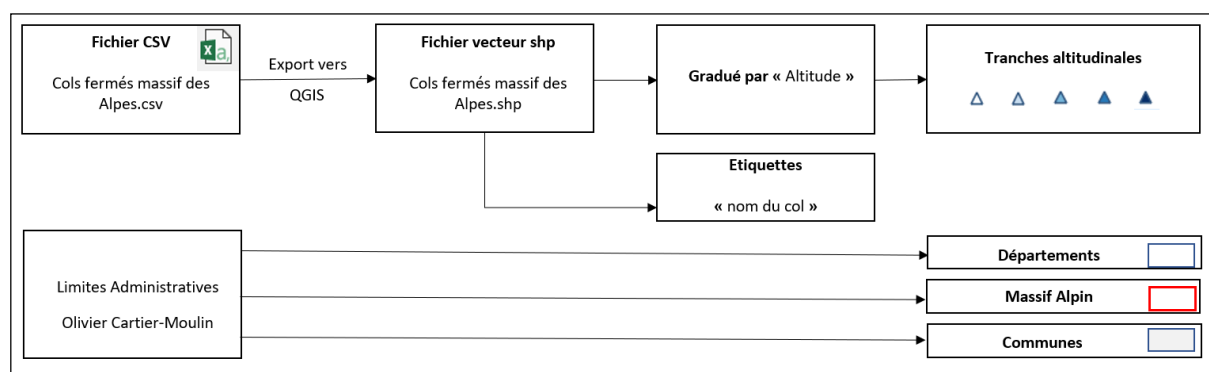 Fichier CSV
Cols fermés massif des
Alpes.csv
Export vers
QGIS
Fichier vecteur shp
Cols fermés massif des
Alpes.shp
Gradué par « Altitude »
Tranches altitudinales
Etiquettes
« nom du col »
Limites Administratives
Olivier Cartier-Moulin
Départements
Massif Alpin
Communes